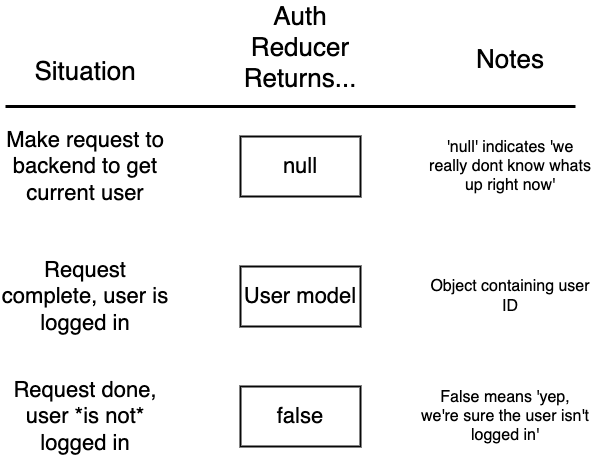 Situation
Auth
Reducer
Returns...
Notes
Make request to
backend to get
current user
null
'null' indicates 'we
really dont know whats
up right now'
Request
complete, user is
logged in
User model
Object containing user
ID
Request done,
user *is not*
logged in
false
False means 'yep,
we're sure the user isn't
logged in'